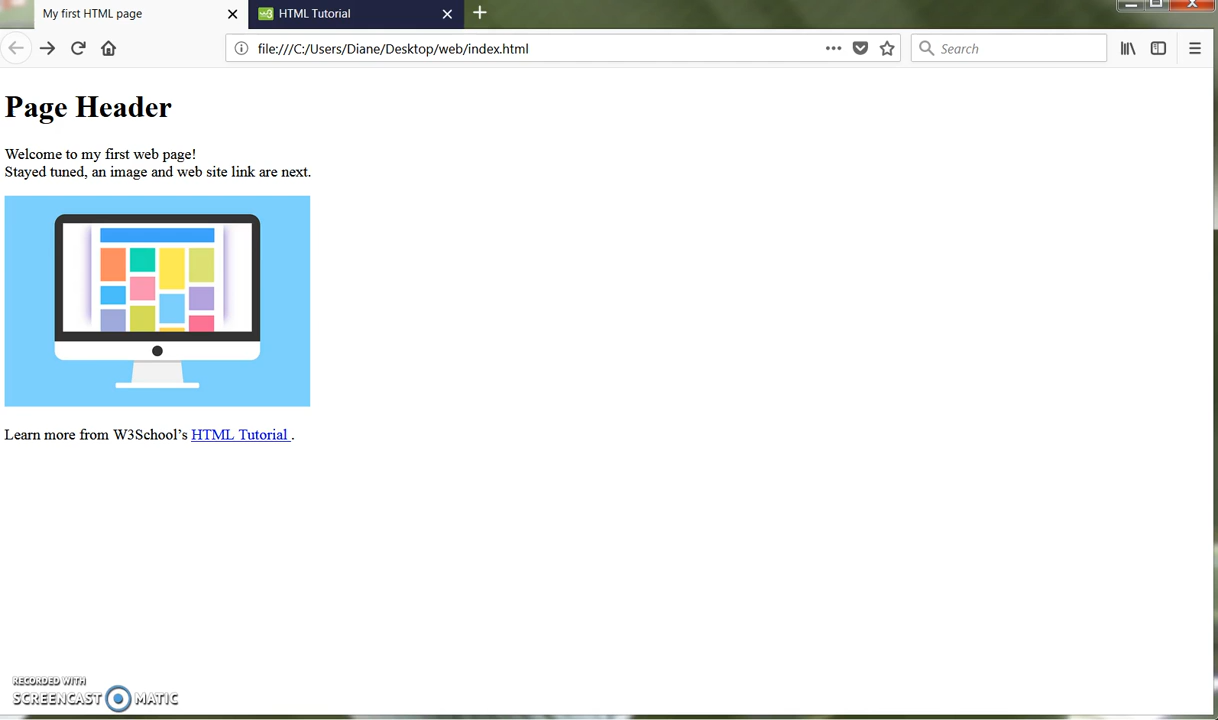 My first HTML page
HTML Tutorial
file:///C:/Users/Diane/Desktop/web/index.html
Search
Page Header
Welcome to my first web page!
Stayed tuned, an image and web site link are next.
Learn more from W3School’s HTML Tutorial .
RECORDED WITH
SCREENCAST MATIC